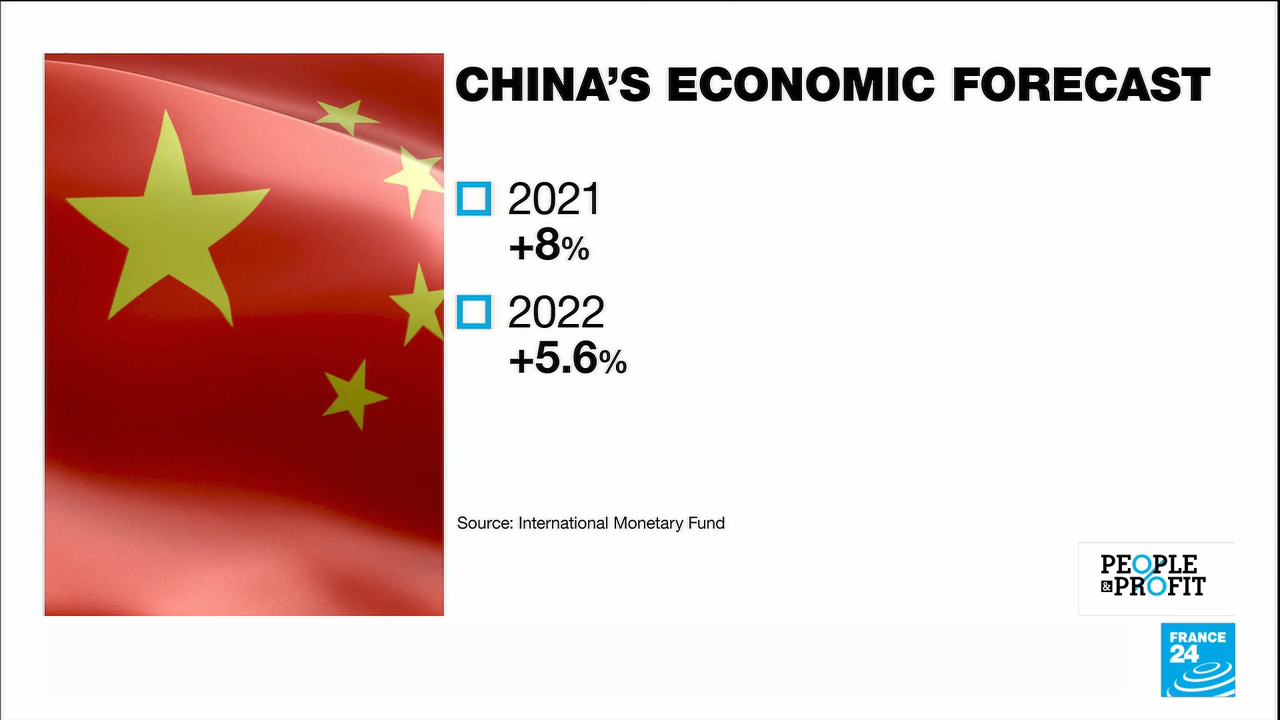 CHINA'S ECONOMIC FORECAST
2021
+8%
2022
+5.6%
Source: International Monetary Fund
PEOPLE
&PROFIT
FRANCE
24